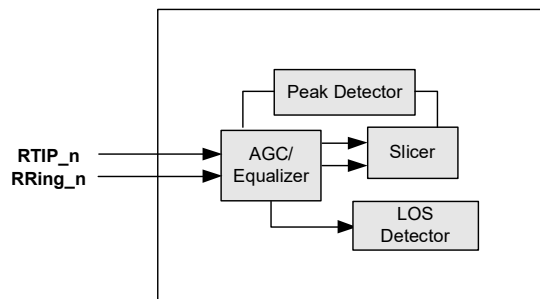 Peak Detector
RTIP_n
RRing_n
AGC/
Equalizer
Slicer
LOS
Detector